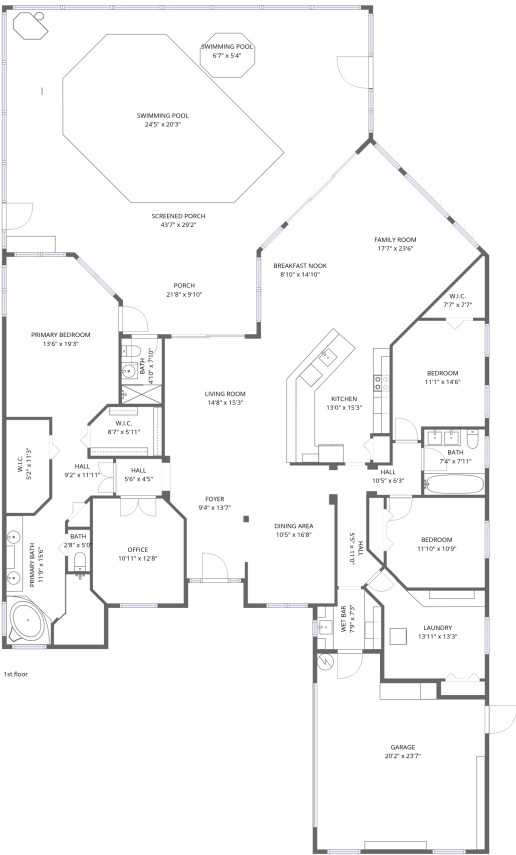 SWIMMING POOL
6'7" x 5'4"
SWIMMING POOL
24'5" x 20'3"
SCREENED PORCH
43'7" x 29'2"
FAMILY ROOM
17'7" x 23'6"
BREAKFAST NOOK
8'10" x 14'10"
PORCH
21'8" x 9'10"
W.I.C.
7'7" x 7'7"
PRIMARY BEDROOM
13'6" x 19'3"
BATH
4'10" x 7'10"
BEDROOM
11'1" x 14'6"
LIVING ROOM
14'8" x 15'3"
KITCHEN
13'0" x 15'3"
W.I.C.
8'7" x 5'11"
BATH
7'4" x 7'11"
W.I.C.
5'2" x 11'3"
HALL
9'2" x 11'11"
HALL
5'6" x 4'5"
HALL
10'5" x 6'3"
FOYER
9'4" x 13'7"
DINING AREA
10'5" x 16'8"
HALL
5'5" x 11'0"
BEDROOM
11'10" x 10'9"
BATH
2'8" x 5'0"
OFFICE
10'11" x 12'8"
PRIMARY BATH
11'9" x 15'6"
WET BAR
7'9" x 7'3"
LAUNDRY
13'11" x 13'3"
1st floor
GARAGE
20'2" x 23'7"